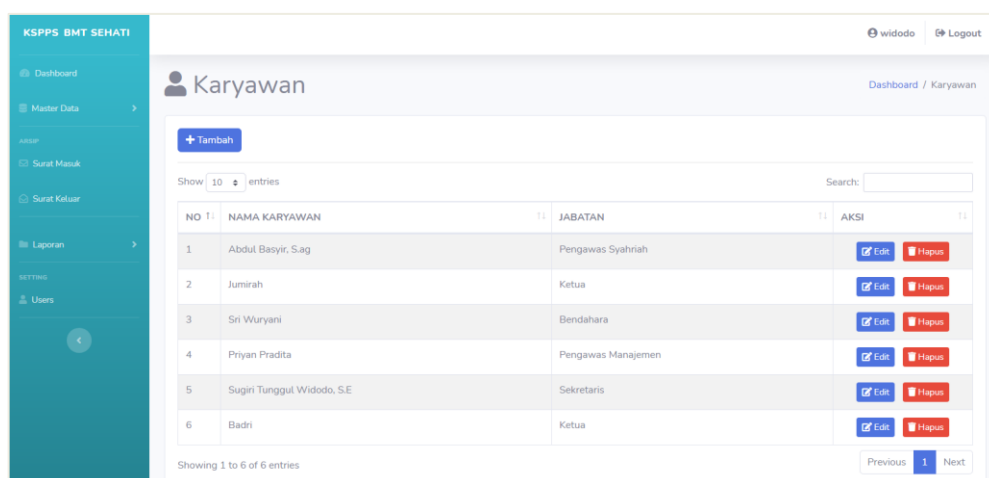 KSPPS BMT SEHATI
widodo Logout
Dashboard
Master Data
ARSIP
Surat Masuk
Surat Keluar
Laporan
SETTING
Users
Karyawan
Dashboard / Karyawan
+ Tambah
Show 10 entries
Search:
NO NAMA KARYAWAN JABATAN AKSI
1 Abdul Basyir, S.ag Pengawas Syahriah Edit Hapus
2 Jumirah Ketua Edit Hapus
3 Sri Wuryani Bendahara Edit Hapus
4 Priyan Pradita Pengawas Manajemen Edit Hapus
5 Sugiri Tunggul Widodo, S.E Sekretaris Edit Hapus
6 Badri Ketua Edit Hapus
Showing 1 to 6 of 6 entries
Previous 1 Next